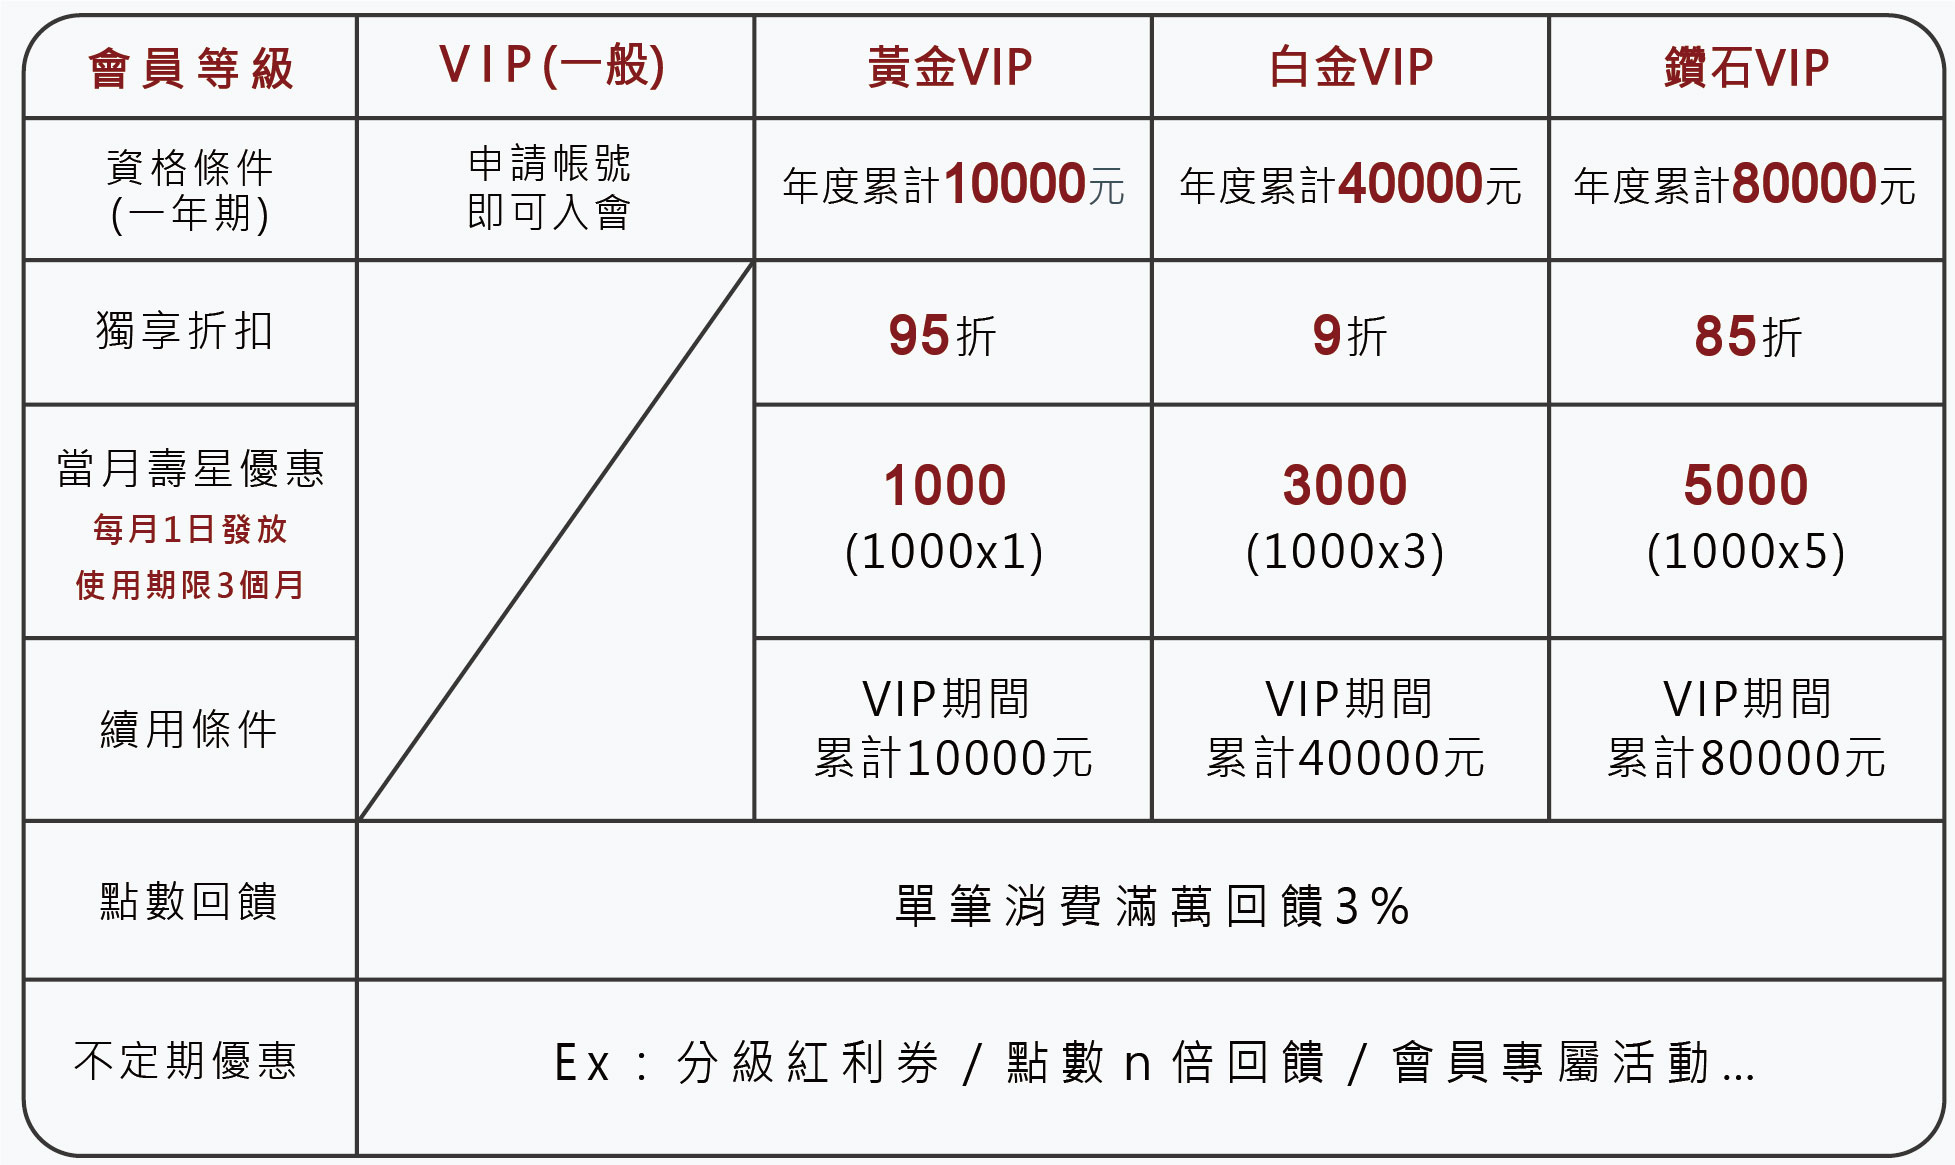 會員等級
VIP(一般)
黃金VIP
白金VIP
鑽石VIP
資格條件
(一年期)
申請帳號
即可入會
年度累計10000元
年度累計40000元
年度累計80000元
獨享折扣
95折
9折
85折
當月壽星優惠
每月1日發放
使用期限3個月
1000
(1000x1)
3000
(1000x3)
5000
(1000x5)
續用條件
VIP期間
累計10000元
VIP期間
累計40000元
VIP期間
累計80000元
點數回饋
單筆消費滿萬回饋3%
不定期優惠
Ex：分級紅利券 / 點數 n 倍回饋 / 會員專屬活動...